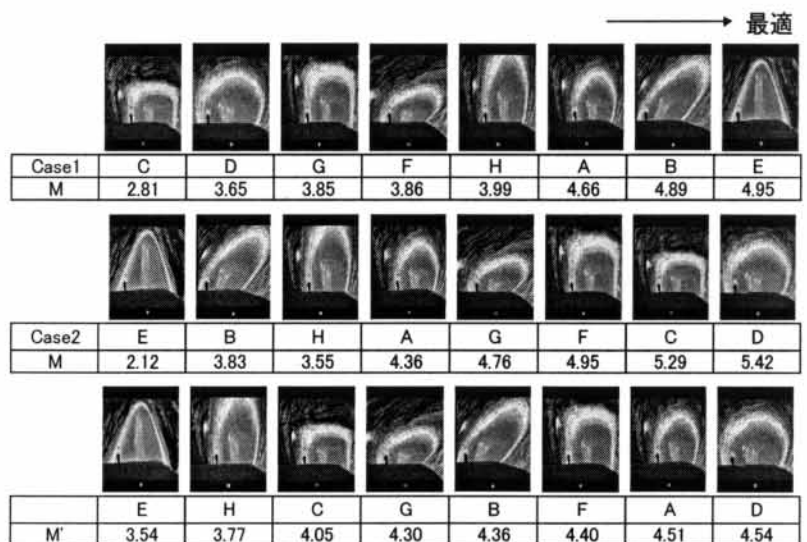 最適
Case1 C D G F H A B E
M 2.81 3.65 3.85 3.86 3.99 4.66 4.89 4.95
Case2 E B H A G F C D
M 2.12 3.83 3.55 4.36 4.76 4.95 5.29 5.42
E H C G B F A D
M' 3.54 3.77 4.05 4.30 4.36 4.40 4.51 4.54